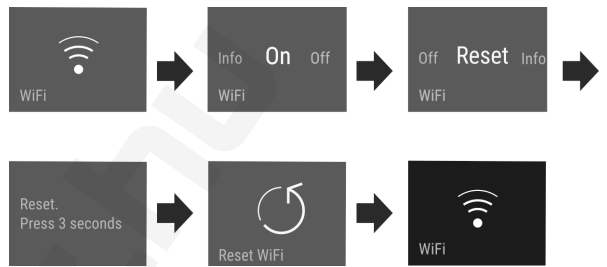 WiFi
Info On Off
WiFi
Off Reset Info
WiFi
Reset.
Press 3 seconds
Reset WiFi
WiFi